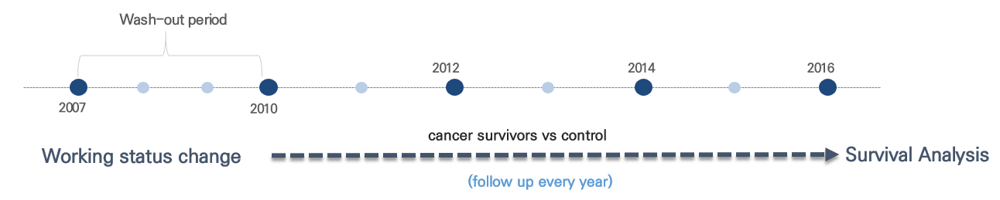 Wash-out period
2012
2014
2016
2007
2010
cancer survivors vs control
Working status change
Survival Analysis
(follow up every year)